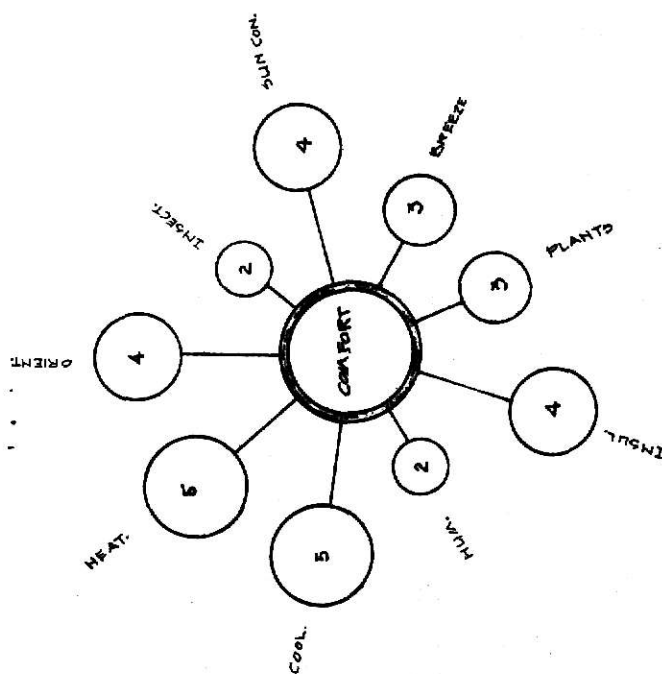 COMFORT
SUN CON.
4
BREEZE
3
PLANTS
3
INSUL.
4
HUM.
2
COOL.
5
HEAT.
5
ORIENT.
4
INSECT.
2